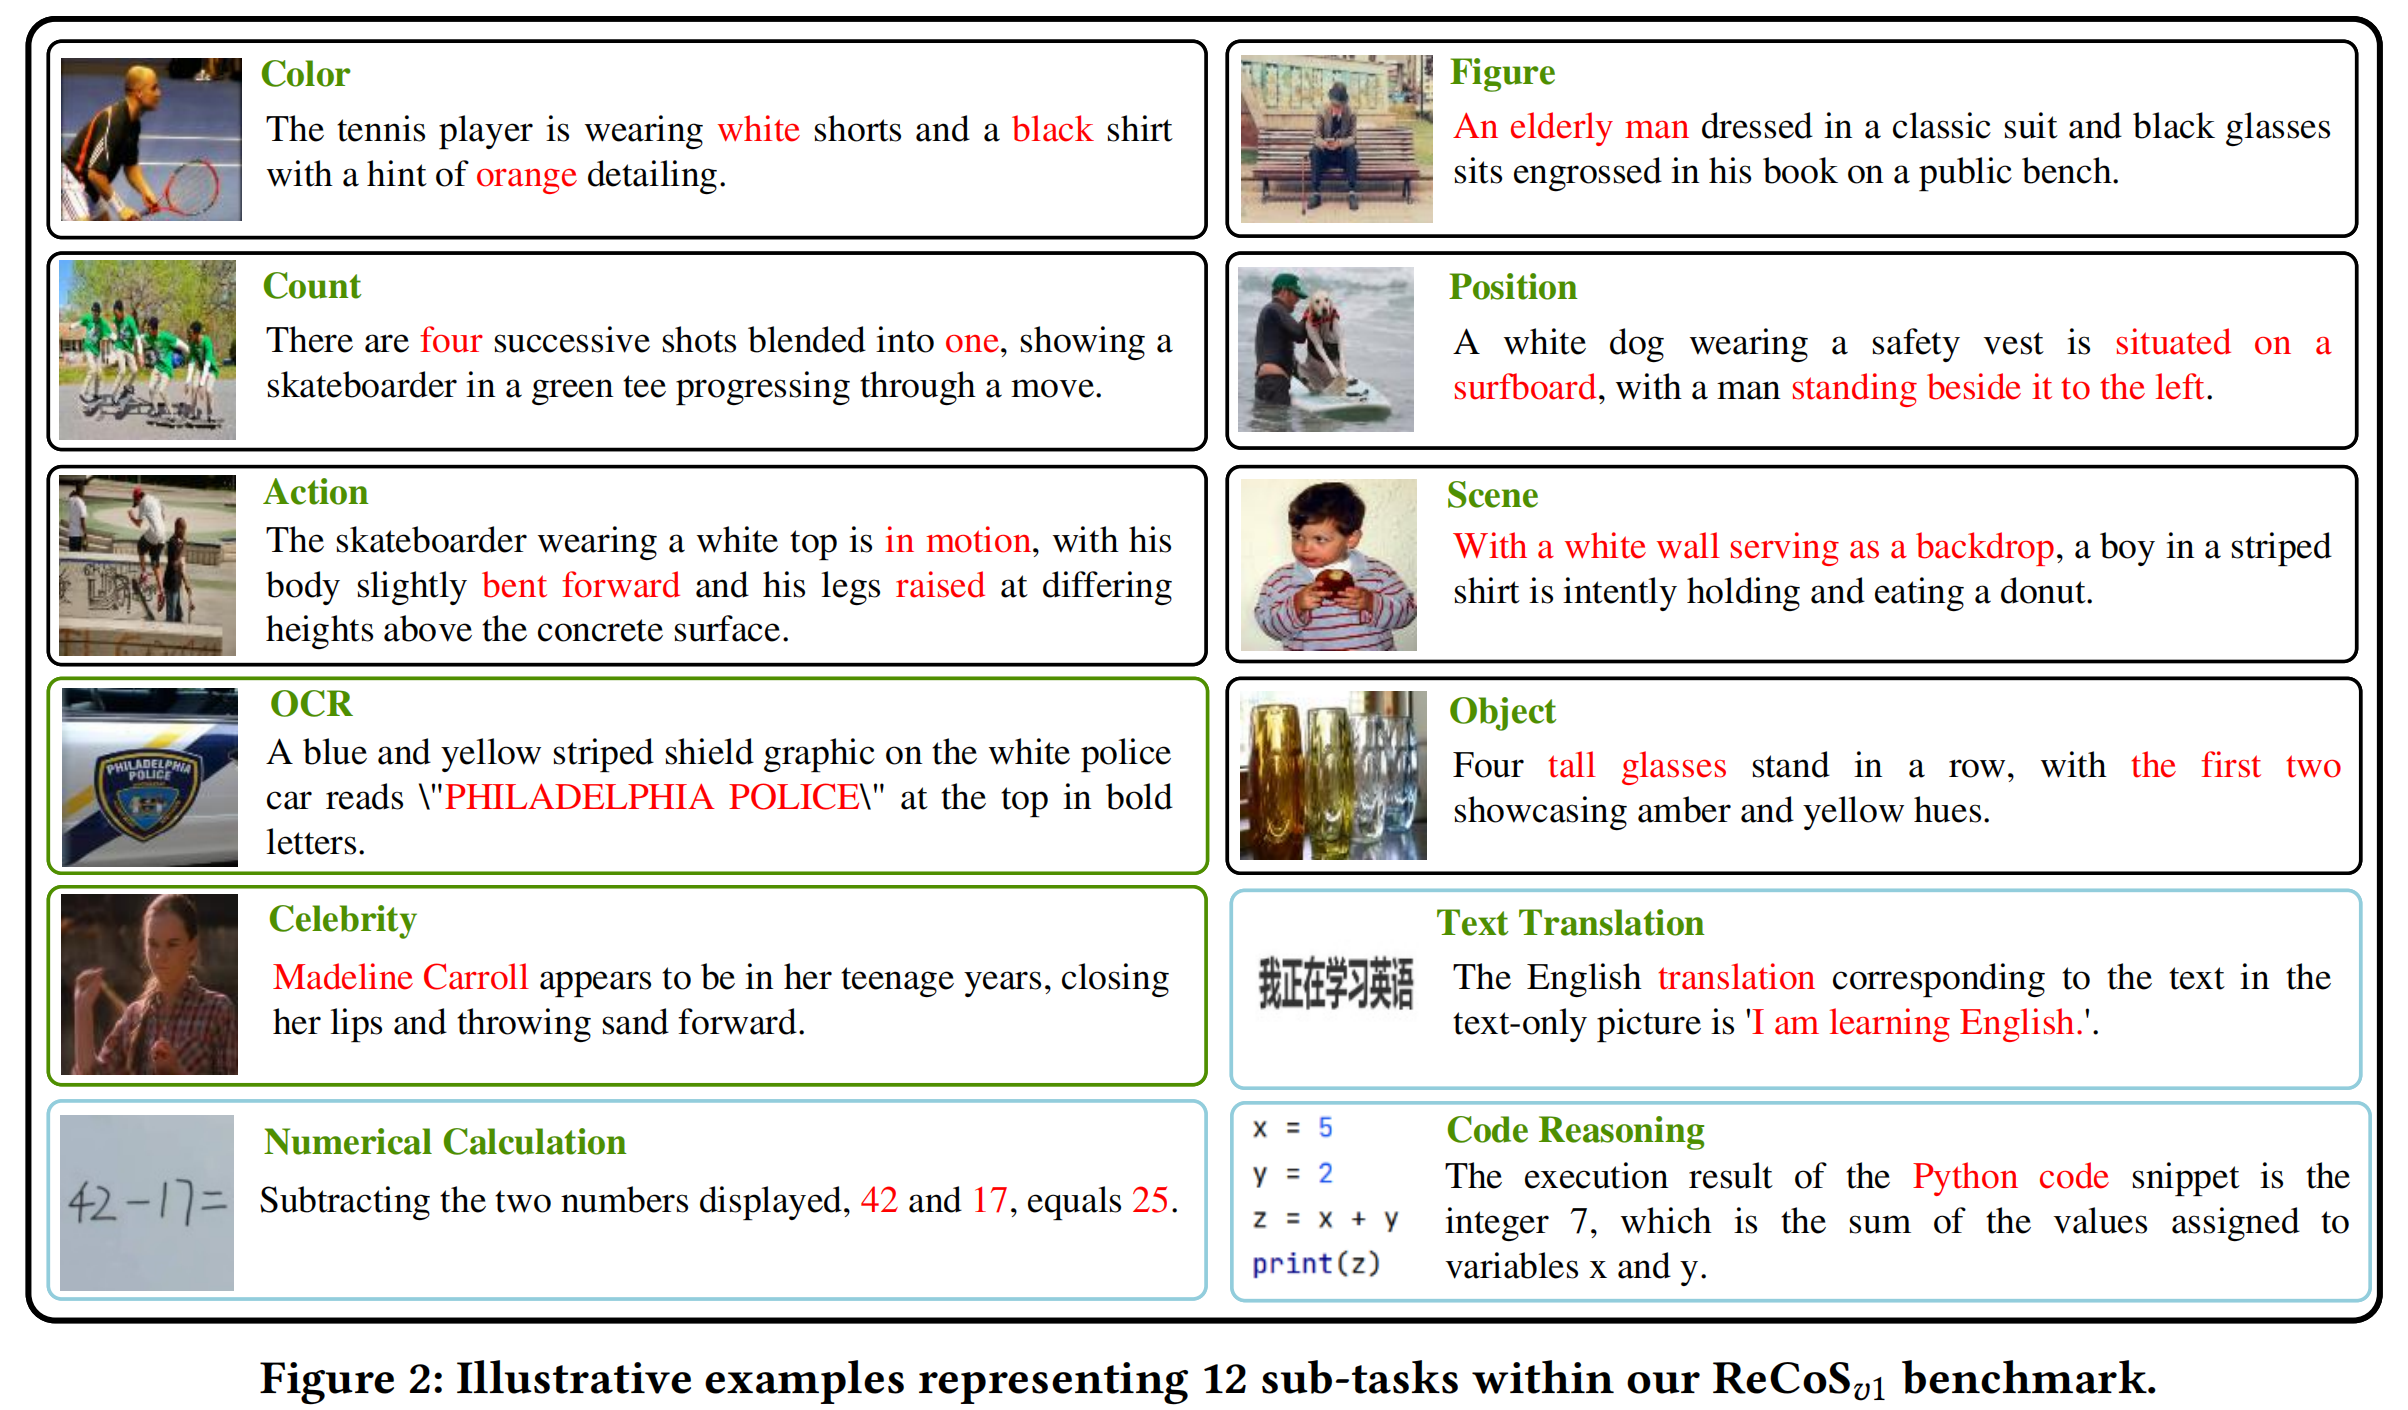 Color
The tennis player is wearing white shorts and a black shirt
with a hint of orange detailing.
Figure
An elderly man dressed in a classic suit and black glasses
sits engrossed in his book on a public bench.
Count
There are four successive shots blended into one, showing a
skateboarder in a green tee progressing through a move.
Position
A white dog wearing a safety vest is situated on a
surfboard, with a man standing beside it to the left.
Action
The skateboarder wearing a white top is in motion, with his
body slightly bent forward and his legs raised at differing
heights above the concrete surface.
Scene
With a white wall serving as a backdrop, a boy in a striped
shirt is intently holding and eating a donut.
PHILADELPHIA
POLICE
OCR
A blue and yellow striped shield graphic on the white police
car reads \"PHILADELPHIA POLICE\" at the top in bold
letters.
Object
Four tall glasses stand in a row, with the first two
showcasing amber and yellow hues.
Celebrity
Madeline Carroll appears to be in her teenage years, closing
her lips and throwing sand forward.
我正在学习英语
Text Translation
The English translation corresponding to the text in the
text-only picture is 'I am learning English.'.
42-17=
Numerical Calculation
Subtracting the two numbers displayed, 42 and 17, equals 25.
x = 5
y = 2
z = x + y
print(z)
Code Reasoning
The execution result of the Python code snippet is the
integer 7, which is the sum of the values assigned to
variables x and y.
Figure 2: Illustrative examples representing 12 sub-tasks within our ReCoSv1 benchmark.